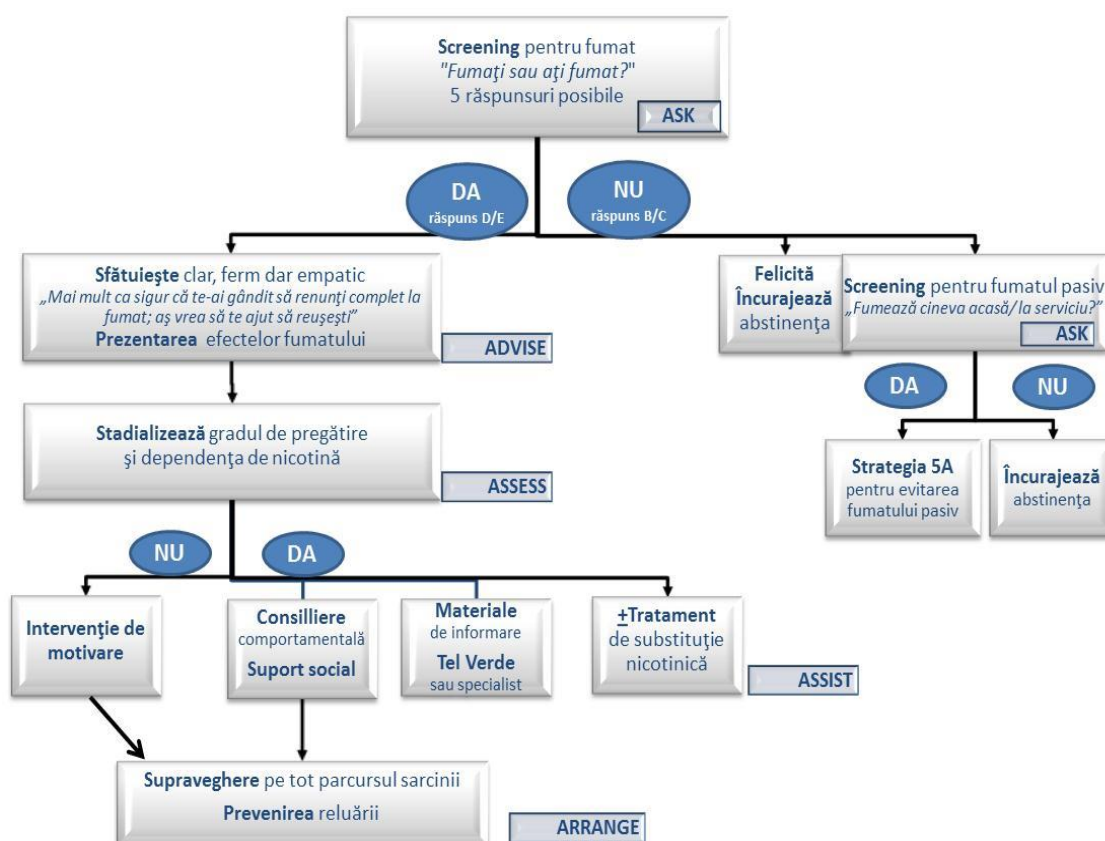 Screening pentru fumat
"Fumaţi sau aţi fumat?"
5 răspunsuri posibile
ASK
DA
răspuns D/E
NU
răspuns B/C
Sfătuieşte clar, ferm dar empatic
„Mai mult ca sigur că te-ai gândit să renunţi complet la
fumat; aş vrea să te ajut să reuşeşti”
Prezentarea efectelor fumatului
ADVISE
Felicită
Încurajează
abstinenţa
Screening pentru fumatul pasiv
„Fumează cineva acasă/la serviciu?”
ASK
DA
NU
Stadializează gradul de pregătire
şi dependenţa de nicotină
ASSESS
Strategia 5A
pentru evitarea
fumatului pasiv
Încurajează
abstinenţa
NU
DA
Intervenţie de
motivare
Consilliere
comportamentală
Suport social
Materiale
de informare
Tel Verde
sau specialist
±Tratament
de substituţie
nicotinică
ASSIST
Supraveghere pe tot parcursul sarcinii
Prevenirea reluării
ARRANGE